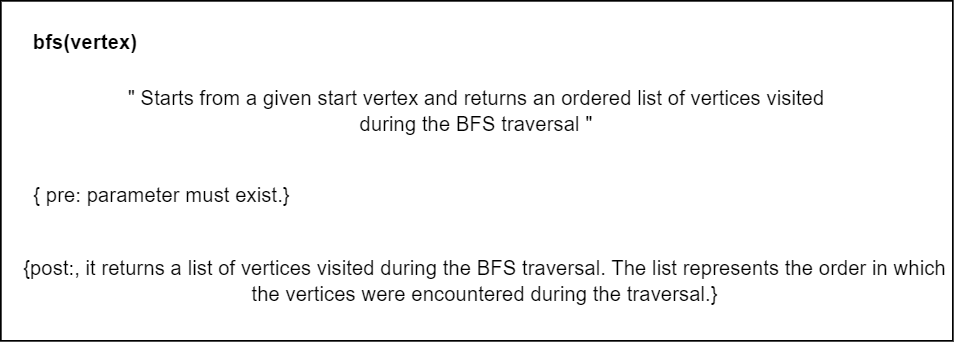 bfs(vertex)
" Starts from a given start vertex and returns an ordered list of vertices visited
during the BFS traversal "
{ pre: parameter must exist.}
{post:, it returns a list of vertices visited during the BFS traversal. The list represents the order in which
the vertices were encountered during the traversal.}